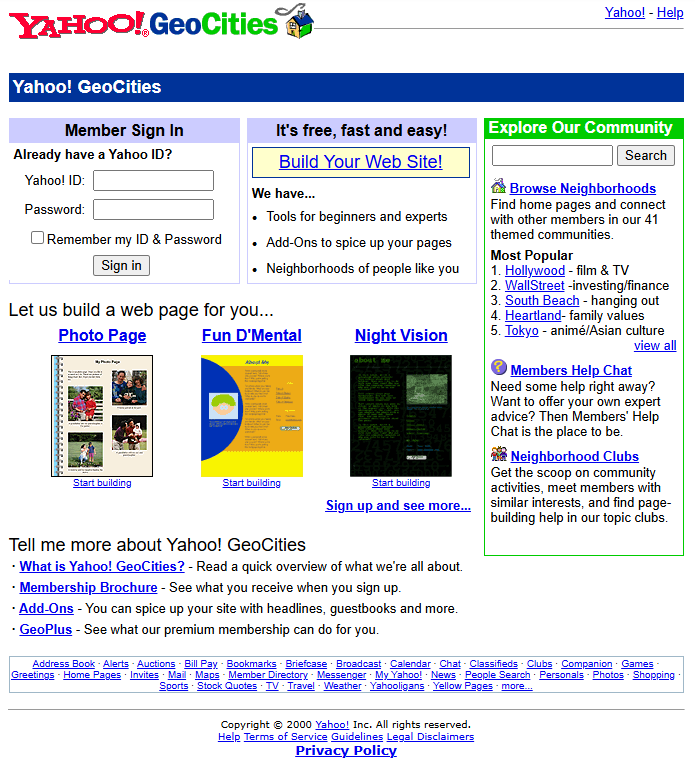 YAHOO! GeoCities
Yahoo! - Help
Yahoo! GeoCities
Member Sign In
Already have a Yahoo ID?
Yahoo! ID:
Password:
Remember my ID & Password
Sign in
It's free, fast and easy!
Build Your Web Site!
We have...
• Tools for beginners and experts
• Add-Ons to spice up your pages
• Neighborhoods of people like you
Explore Our Community
Search
Browse Neighborhoods
Find home pages and connect
with other members in our 41
themed communities.
Most Popular
1. Hollywood - film & TV
2. WallStreet -investing/finance
3. South Beach - hanging out
4. Heartland- family values
5. Tokyo - animé/Asian culture
view all
Members Help Chat
Need some help right away?
Want to offer your own expert
advice? Then Members' Help
Chat is the place to be.
Neighborhood Clubs
Get the scoop on community
activities, meet members with
similar interests, and find page-
building help in our topic clubs.
Let us build a web page for you...
Photo Page
My Photo Page
Start building
Fun D'Mental
About Me
Start building
Night Vision
about me
Start building
Sign up and see more...
Tell me more about Yahoo! GeoCities
· What is Yahoo! GeoCities? - Read a quick overview of what we're all about.
· Membership Brochure - See what you receive when you sign up.
· Add-Ons - You can spice up your site with headlines, guestbooks and more.
· GeoPlus - See what our premium membership can do for you.
Address Book · Alerts · Auctions · Bill Pay · Bookmarks · Briefcase · Broadcast · Calendar · Chat · Classifieds · Clubs · Companion · Games ·
Greetings · Home Pages · Invites · Mail · Maps · Member Directory · Messenger · My Yahoo! · News · People Search · Personals · Photos · Shopping ·
Sports · Stock Quotes · TV · Travel · Weather · Yahooligans · Yellow Pages · more...
Copyright © 2000 Yahoo! Inc. All rights reserved.
Help Terms of Service Guidelines Legal Disclaimers
Privacy Policy